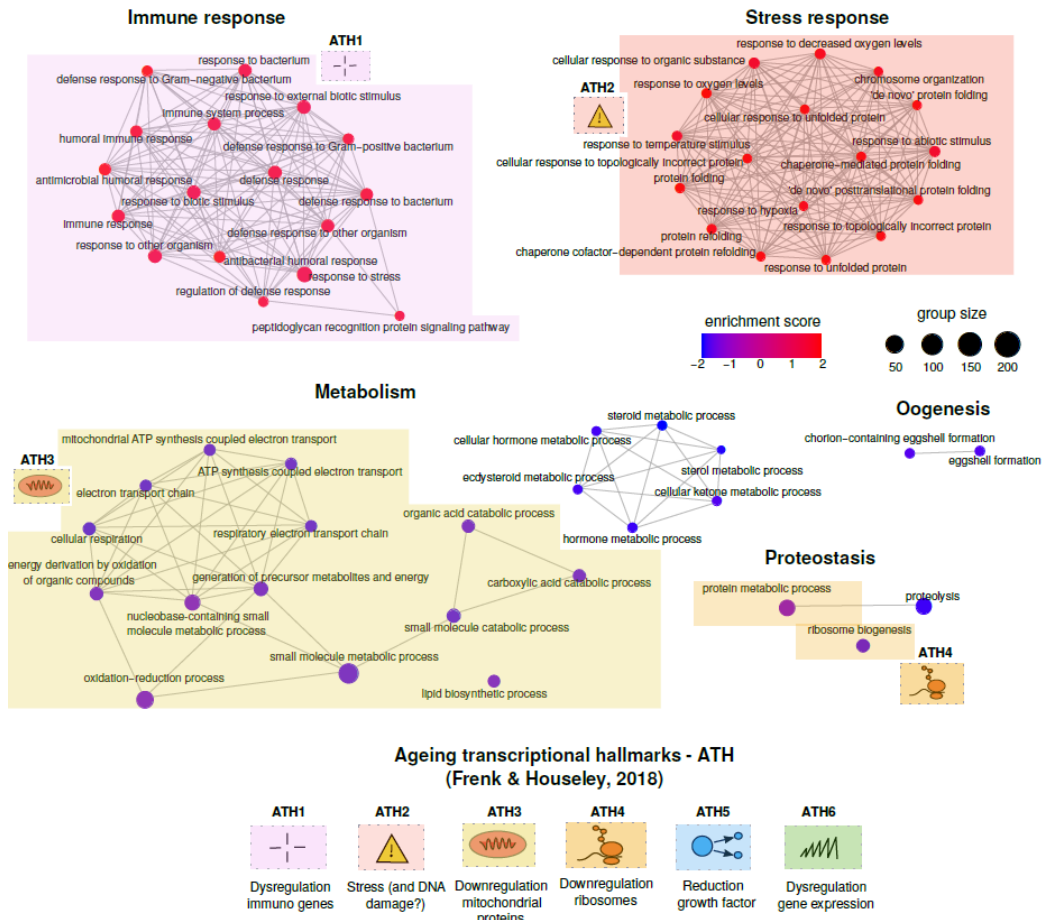 Immune response
Stress response
ATH1
response to bacterium
defense response to Gram-negative bacterium
response to external biotic stimulus
immune system process
humoral immune response
defense response to Gram-positive bacterium
antimicrobial humoral response
defense response
response to biotic stimulus
defense response to bacterium
immune response
defense response to other organism
response to other organism
antibacterial humoral response
response to stress
regulation of defense response
peptidoglycan recognition protein signaling pathway
response to decreased oxygen levels
cellular response to organic substance
chromosome organization
ATH2
response to oxygen levels
'de novo' protein folding
cellular response to unfolded protein
response to temperature stimulus
response to abiotic stimulus
cellular response to topologically incorrect protein
chaperone-mediated protein folding
protein folding
'de novo' posttranslational protein folding
response to hypoxia
protein refolding
response to topologically incorrect protein
chaperone cofactor-dependent protein refolding
response to unfolded protein
enrichment score
-2 -1 0 1 2
group size
50 100 150 200
Metabolism
ATH3
mitochondrial ATP synthesis coupled electron transport
ATP synthesis coupled electron transport
electron transport chain
cellular respiration
respiratory electron transport chain
energy derivation by oxidation
of organic compounds
generation of precursor metabolites and energy
nucleobase-containing small
molecule metabolic process
organic acid catabolic process
carboxylic acid catabolic process
small molecule catabolic process
small molecule metabolic process
oxidation-reduction process
lipid biosynthetic process
steroid metabolic process
cellular hormone metabolic process
sterol metabolic process
ecdysteroid metabolic process
cellular ketone metabolic process
hormone metabolic process
Oogenesis
chorion-containing eggshell formation
eggshell formation
Proteostasis
protein metabolic process
proteolysis
ribosome biogenesis
ATH4
Ageing transcriptional hallmarks - ATH
(Frenk & Houseley, 2018)
ATH1 ATH2 ATH3 ATH4 ATH5 ATH6
Dysregulation
immuno genes
Stress (and DNA
damage?)
Downregulation
mitochondrial
proteins
Downregulation
ribosomes
Reduction
growth factor
Dysregulation
gene expression